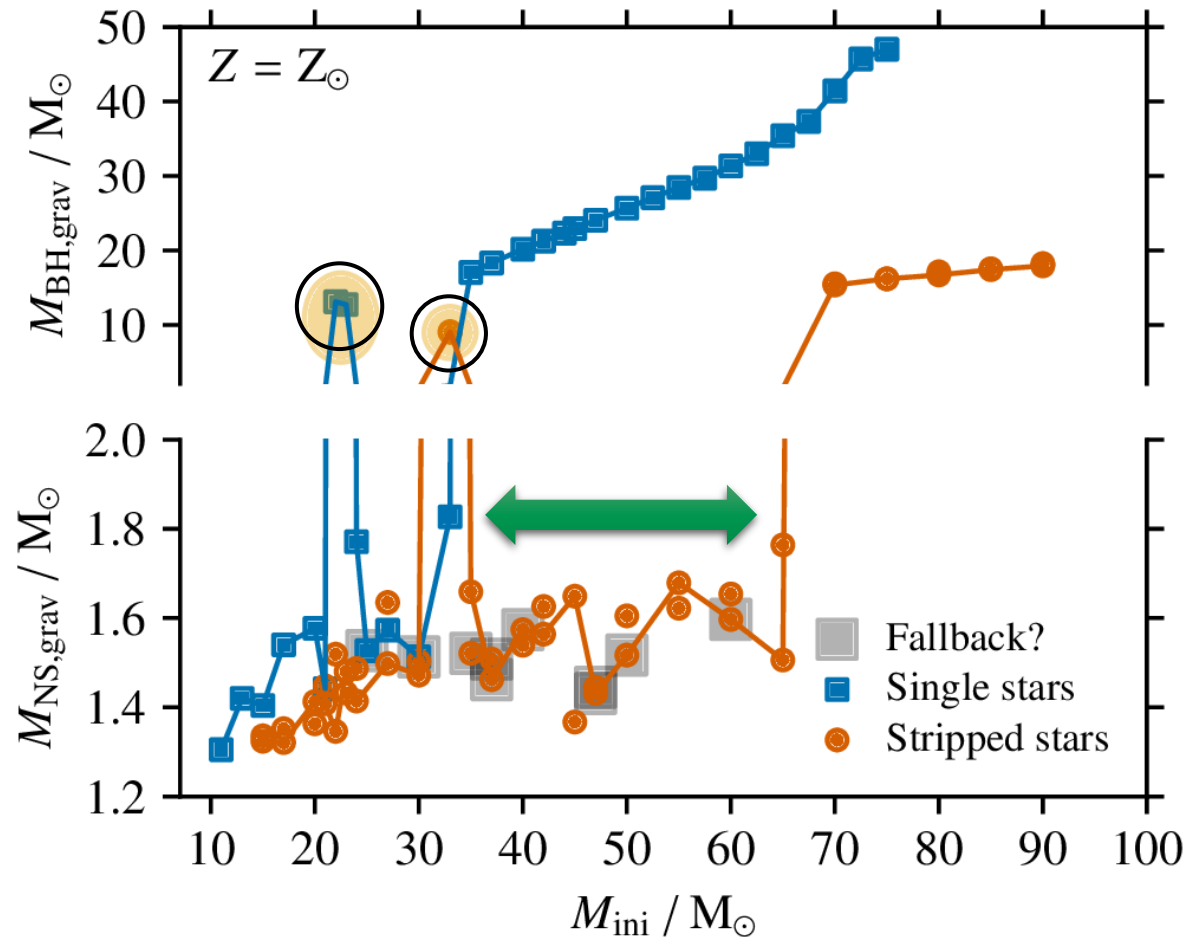 Z = Z☉
M_BH,grav / M☉
50
40
30
20
10
M_NS,grav / M☉
2.0
1.8
1.6
1.4
1.2
Fallback?
Single stars
Stripped stars
10 20 30 40 50 60 70 80 90 100
M_ini / M☉